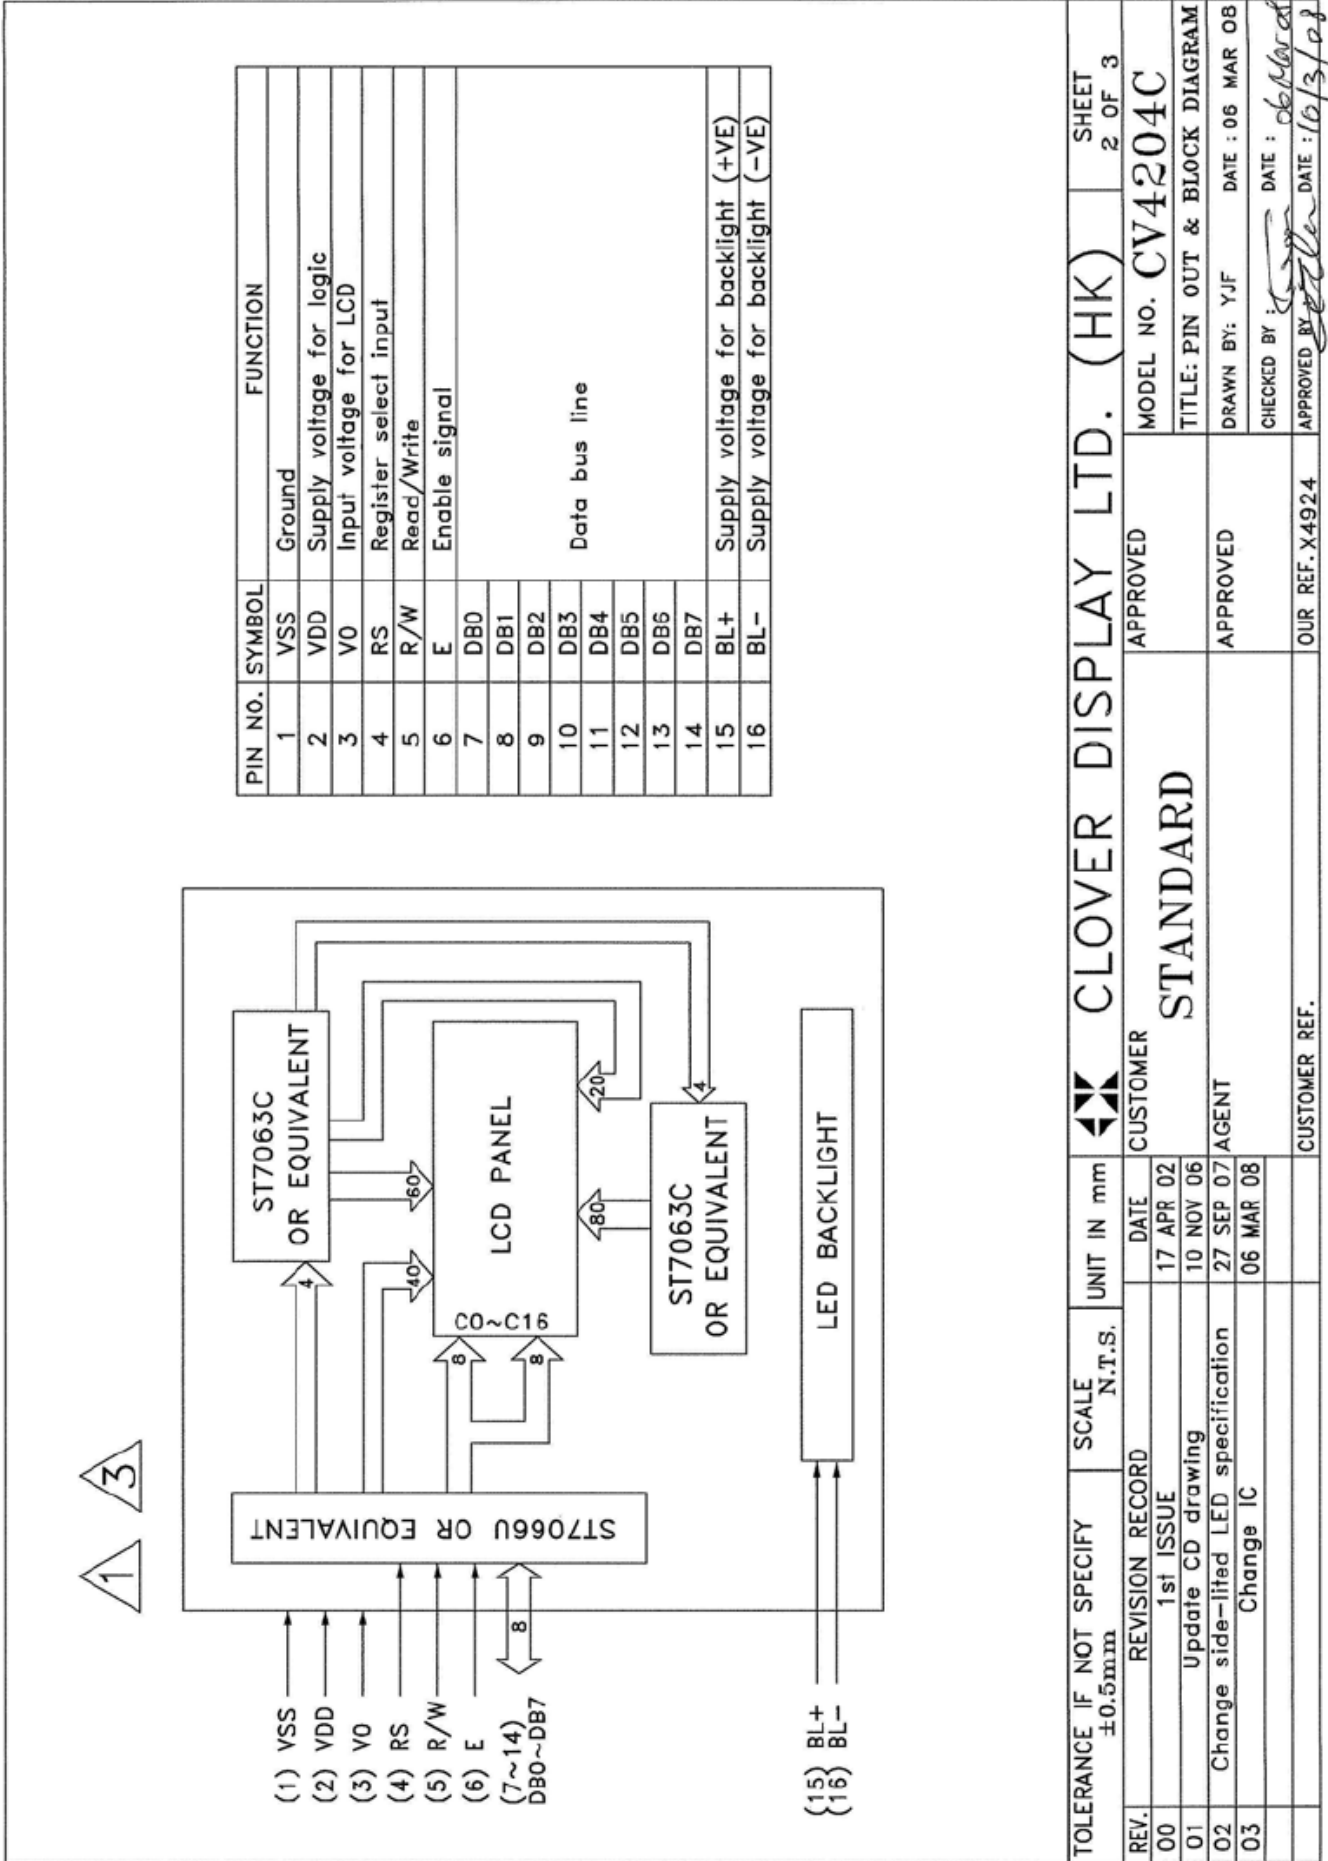 1 3
(1) VSS
(2) VDD
(3) VO
(4) RS
(5) R/W
(6) E
(7~14)
DB0~DB7
8
(15) BL+
(16) BL-
ST7066U OR EQUIVALENT
4
40
8
8
ST7063C
OR EQUIVALENT
60
20
LCD PANEL
CO~C16
80
4
ST7063C
OR EQUIVALENT
LED BACKLIGHT
PIN NO. SYMBOL FUNCTION
1 VSS Ground
2 VDD Supply voltage for logic
3 VO Input voltage for LCD
4 RS Register select input
5 R/W Read/Write
6 E Enable signal
7 DB0
8 DB1
9 DB2
10 DB3 Data bus line
11 DB4
12 DB5
13 DB6
14 DB7
15 BL+ Supply voltage for backlight (+VE)
16 BL- Supply voltage for backlight (-VE)
TOLERANCE IF NOT SPECIFY
±0.5mm
SCALE
N.T.S.
UNIT IN mm
CLOVER DISPLAY LTD. (HK)
SHEET
2 OF 3
REV. REVISION RECORD DATE
00 1st ISSUE 17 APR 02
01 Update CD drawing 10 NOV 06
02 Change side-lited LED specification 27 SEP 07
03 Change IC 06 MAR 08
CUSTOMER
STANDARD
AGENT
CUSTOMER REF.
APPROVED
APPROVED
OUR REF. X4924
MODEL NO. CV4204C
TITLE: PIN OUT & BLOCK DIAGRAM
DRAWN BY: YJF DATE : 06 MAR 08
CHECKED BY : DATE : 06 Mar 08
APPROVED BY DATE : 10/3/08